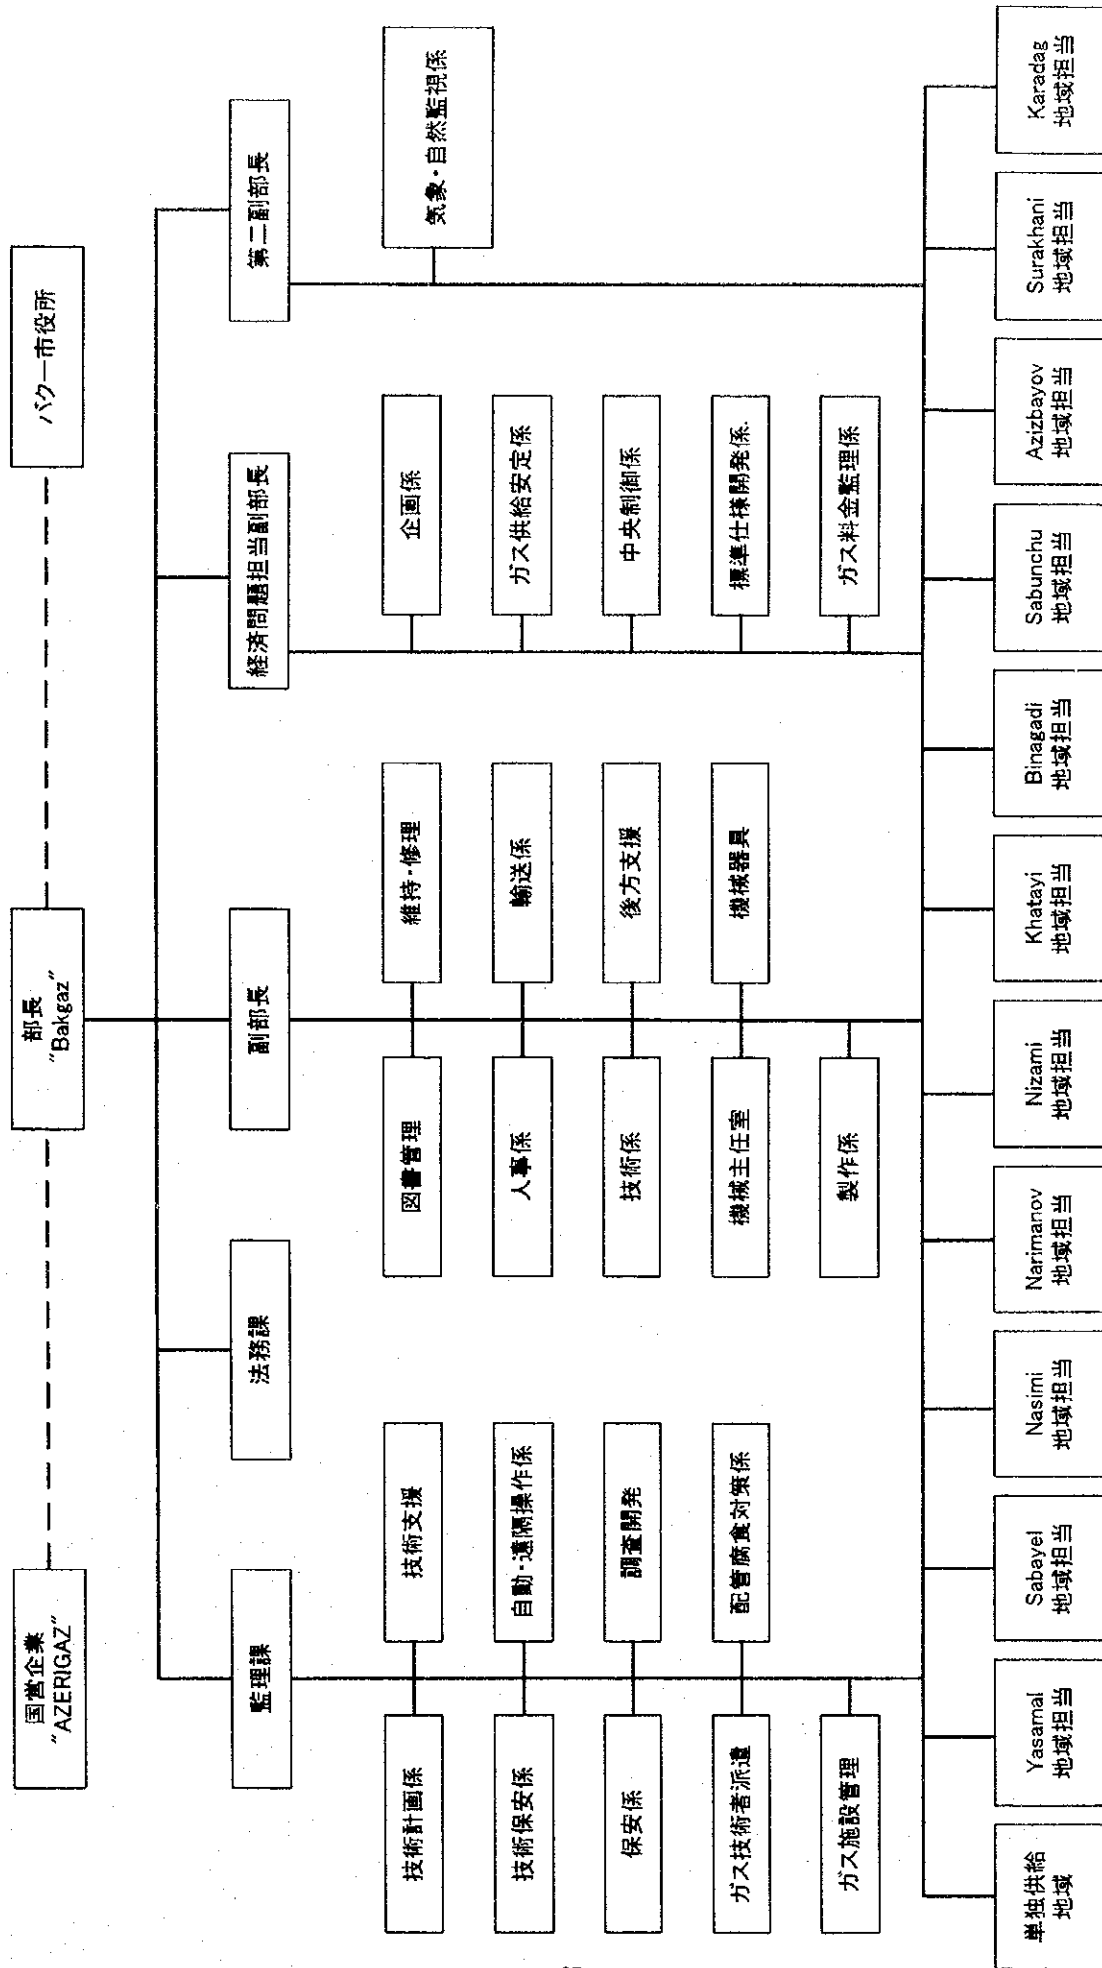 国営企業
"AZERIGAZ"
部長
"Bakgaz"
バクー市役所
監理課
法務課
副部長
経済問題担当副部長
第二副部長
技術計画係
技術支援
図書管理
維持・修理
企画係
気象・自然監視係
技術保安係
自動・遠隔操作係
人事係
輸送係
ガス供給安定係
保安係
調査開発
技術係
後方支援
中央制御係
ガス技術者派遣
配管腐食対策係
機械主任室
機械器具
標準仕様開発係
ガス施設管理
製作係
ガス料金監理係
単独供給
地域
Yasamal
地域担当
Sabayel
地域担当
Nasimi
地域担当
Narimanov
地域担当
Nizami
地域担当
Khatayi
地域担当
Binagadi
地域担当
Sabunchu
地域担当
Azizbayov
地域担当
Surakhani
地域担当
Karadag
地域担当